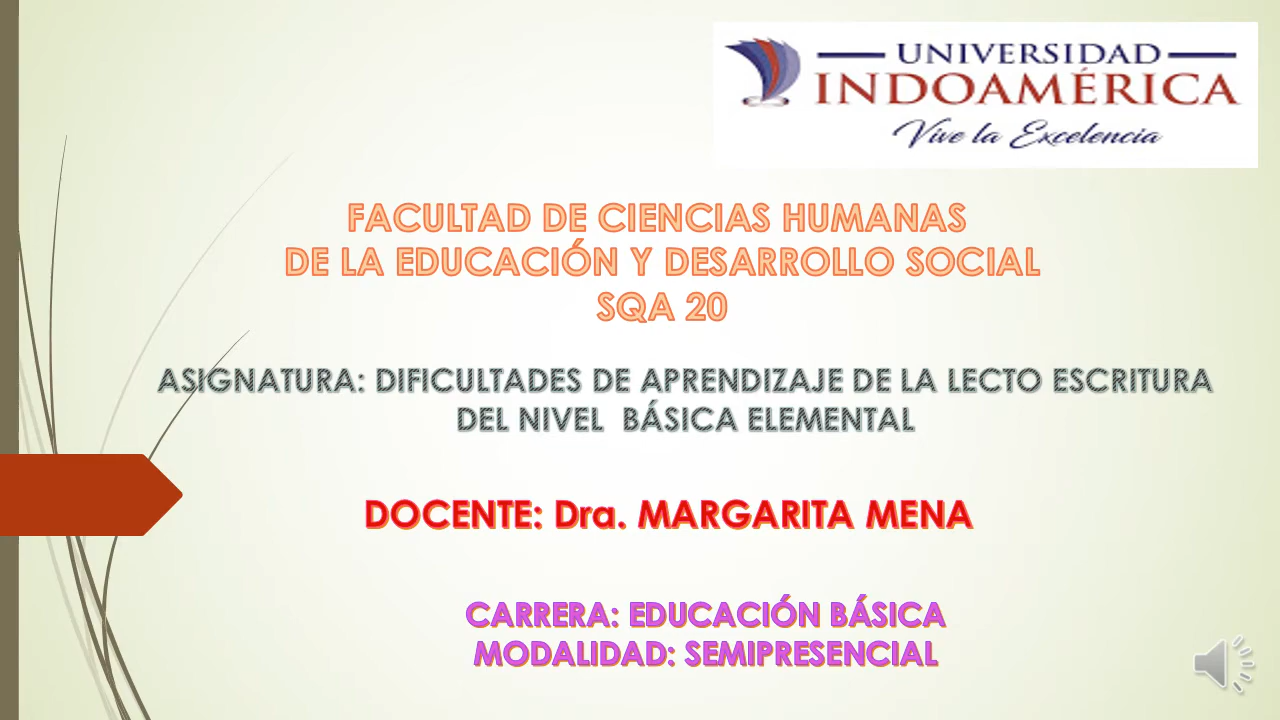 UNIVERSIDAD
INDOAMÉRICA
Vive la Excelencia
FACULTAD DE CIENCIAS HUMANAS
DE LA EDUCACIÓN Y DESARROLLO SOCIAL
SQA 20
ASIGNATURA: DIFICULTADES DE APRENDIZAJE DE LA LECTO ESCRITURA
DEL NIVEL BÁSICA ELEMENTAL
DOCENTE: Dra. MARGARITA MENA
CARRERA: EDUCACIÓN BÁSICA
MODALIDAD: SEMIPRESENCIAL